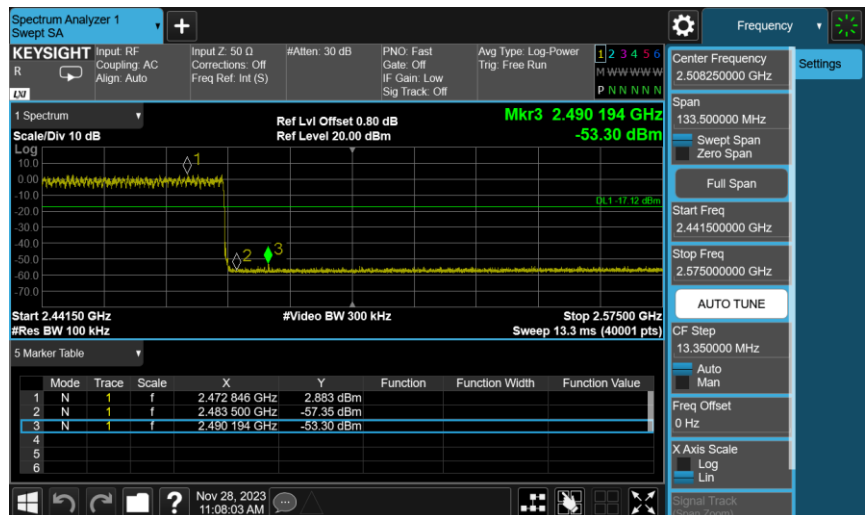 Spectrum Analyzer 1
Swept SA
+
Frequency
KEYSIGHT
R
LXI
Input: RF
Coupling: AC
Align: Auto
Input Z: 50 Ω
Corrections: Off
Freq Ref: Int (S)
#Atten: 30 dB
PNO: Fast
Gate: Off
IF Gain: Low
Sig Track: Off
Avg Type: Log-Power
Trig: Free Run
1 2 3 4 5 6
M W W W W W
P N N N N N
1 Spectrum
Scale/Div 10 dB
Ref Lvl Offset 0.80 dB
Ref Level 20.00 dBm
Mkr3 2.490 194 GHz
-53.30 dBm
Log
10.0
0.00
-10.0
-20.0
-30.0
-40.0
-50.0
-60.0
-70.0
1
2
3
DL1 -17.12 dBm
Start 2.44150 GHz
#Res BW 100 kHz
#Video BW 300 kHz
Stop 2.57500 GHz
Sweep 13.3 ms (40001 pts)
5 Marker Table
Mode Trace Scale X Y Function Function Width Function Value
1 N 1 f 2.472 846 GHz 2.883 dBm
2 N 1 f 2.483 500 GHz -57.35 dBm
3 N 1 f 2.490 194 GHz -53.30 dBm
4
5
6
?
Nov 28, 2023
11:08:03 AM
Center Frequency
2.508250000 GHz
Span
133.500000 MHz
Swept Span
Zero Span
Full Span
Start Freq
2.441500000 GHz
Stop Freq
2.575000000 GHz
AUTO TUNE
CF Step
13.350000 MHz
Auto
Man
Freq Offset
0 Hz
X Axis Scale
Log
Lin
Signal Track
(Span Zoom)
Settings